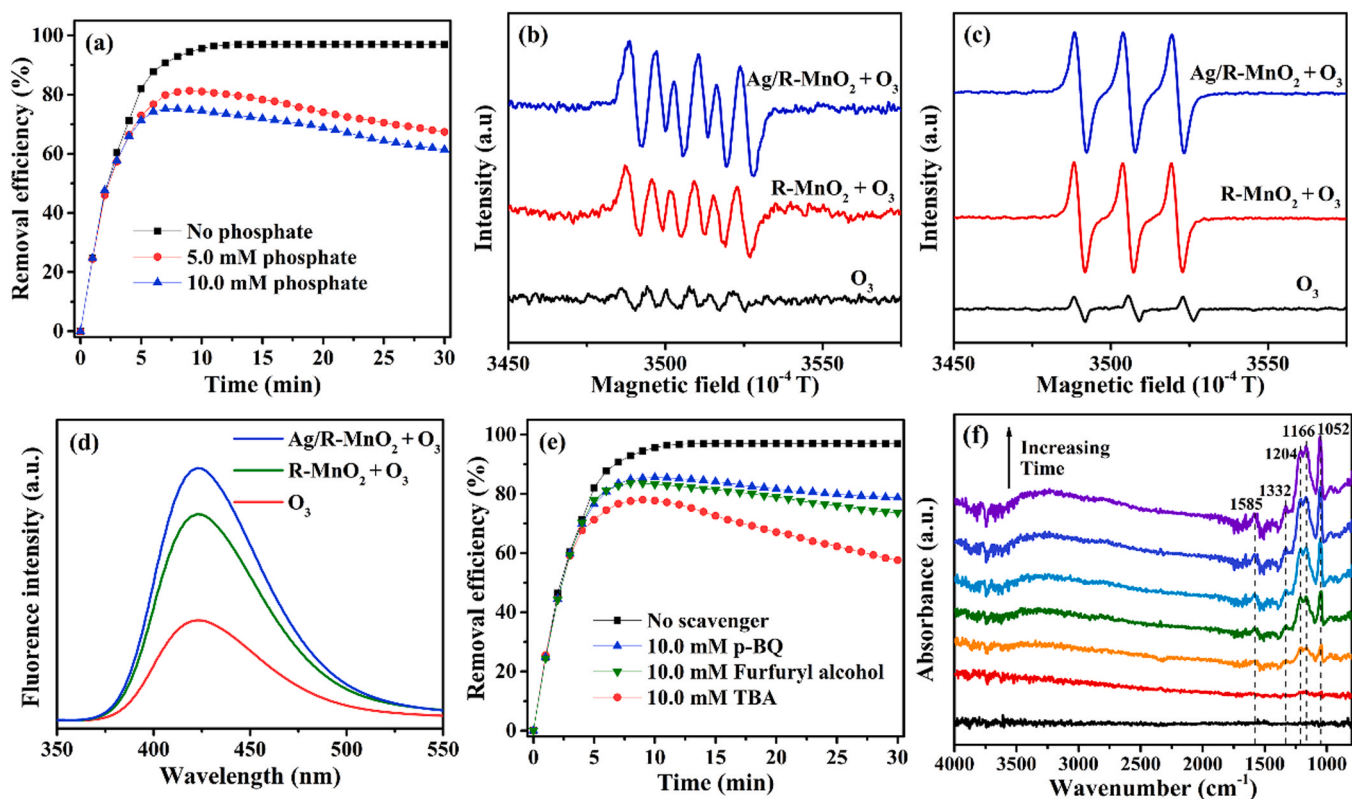 (a)
Removal efficiency (%)
100
80
60
40
20
0
No phosphate
5.0 mM phosphate
10.0 mM phosphate
0 5 10 15 20 25 30
Time (min)
(b)
Intensity (a.u.)
Ag/R-MnO₂ + O₃
R-MnO₂ + O₃
O₃
3450 3500 3550
Magnetic field (10⁻⁴ T)
(c)
Intensity (a.u)
Ag/R-MnO₂ + O₃
R-MnO₂ + O₃
O₃
3450 3500 3550
Magnetic field (10⁻⁴ T)
(d)
Fluorence intensity (a.u.)
Ag/R-MnO₂ + O₃
R-MnO₂ + O₃
O₃
350 400 450 500 550
Wavelength (nm)
(e)
Removal efficiency (%)
100
80
60
40
20
0
No scavenger
10.0 mM p-BQ
10.0 mM Furfuryl alcohol
10.0 mM TBA
0 5 10 15 20 25 30
Time (min)
(f)
Absorbance (a.u.)
Increasing
Time
1166 1052
1204
1332
1585
4000 3500 3000 2500 2000 1500 1000
Wavenumber (cm⁻¹)